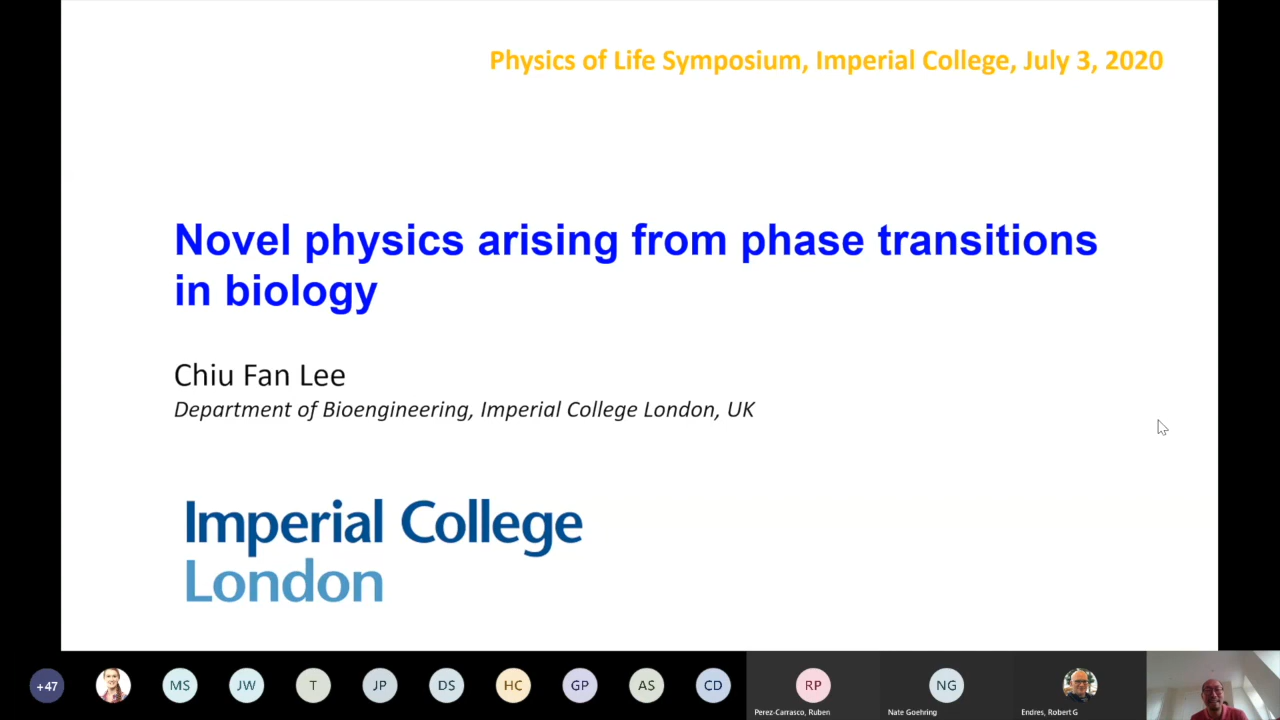 Physics of Life Symposium, Imperial College, July 3, 2020
Novel physics arising from phase transitions
in biology
Chiu Fan Lee
Department of Bioengineering, Imperial College London, UK
Imperial College
London
+47
MS
JW
T
JP
DS
HC
GP
AS
CD
RP
NG
Perez-Carrasco, Ruben
Nate Goehring
Endres, Robert G